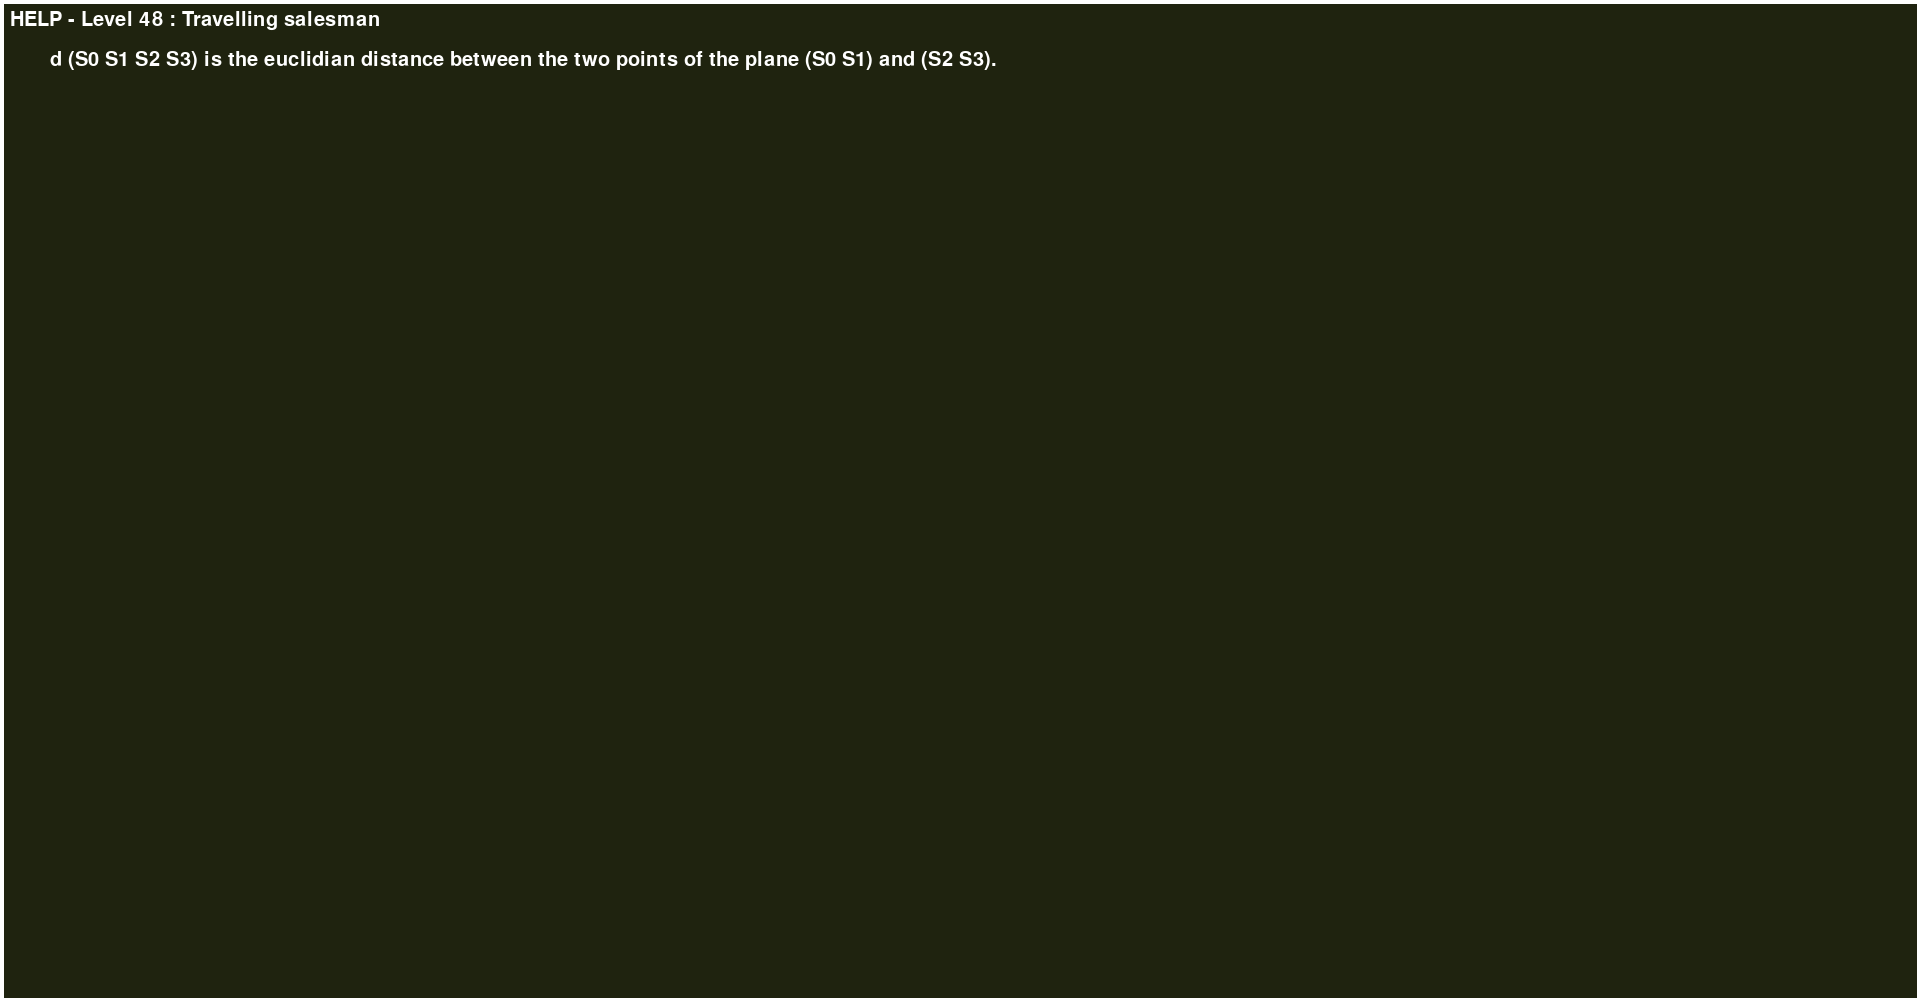 HELP - Level 48 : Travelling salesman
d (S0 S1 S2 S3) is the euclidian distance between the two points of the plane (S0 S1) and (S2 S3).